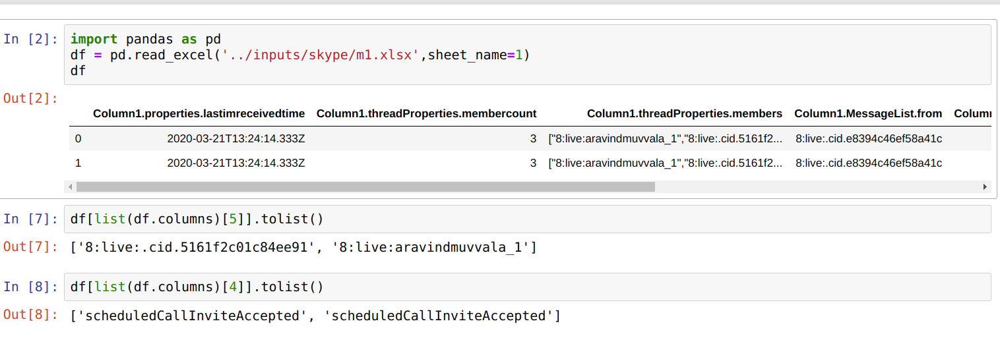 In [2]: import pandas as pd
df = pd.read_excel('../inputs/skype/m1.xlsx',sheet_name=1)
df
Out[2]:
Column1.properties.lastimreceivedtime Column1.threadProperties.membercount Column1.threadProperties.members Column1.MessageList.from
0 2020-03-21T13:24:14.333Z 3 ["8:live:aravindmuvvala_1","8:live:.cid.5161f2... 8:live:.cid.e8394c46ef58a41c
1 2020-03-21T13:24:14.333Z 3 ["8:live:aravindmuvvala_1","8:live:.cid.5161f2... 8:live:.cid.e8394c46ef58a41c
In [7]: df[list(df.columns)[5]].tolist()
Out[7]: ['8:live:.cid.5161f2c01c84ee91', '8:live:aravindmuvvala_1']
In [8]: df[list(df.columns)[4]].tolist()
Out[8]: ['scheduledCallInviteAccepted', 'scheduledCallInviteAccepted']